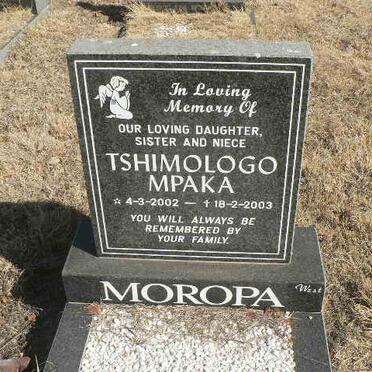 In Loving
Memory Of
OUR LOVING DAUGHTER,
SISTER AND NIECE
TSHIMOLOGO
MPAKA
☆ 4-3-2002 – † 18-2-2003
YOU WILL ALWAYS BE
REMEMBERED BY
YOUR FAMILY.
MOROPA
West